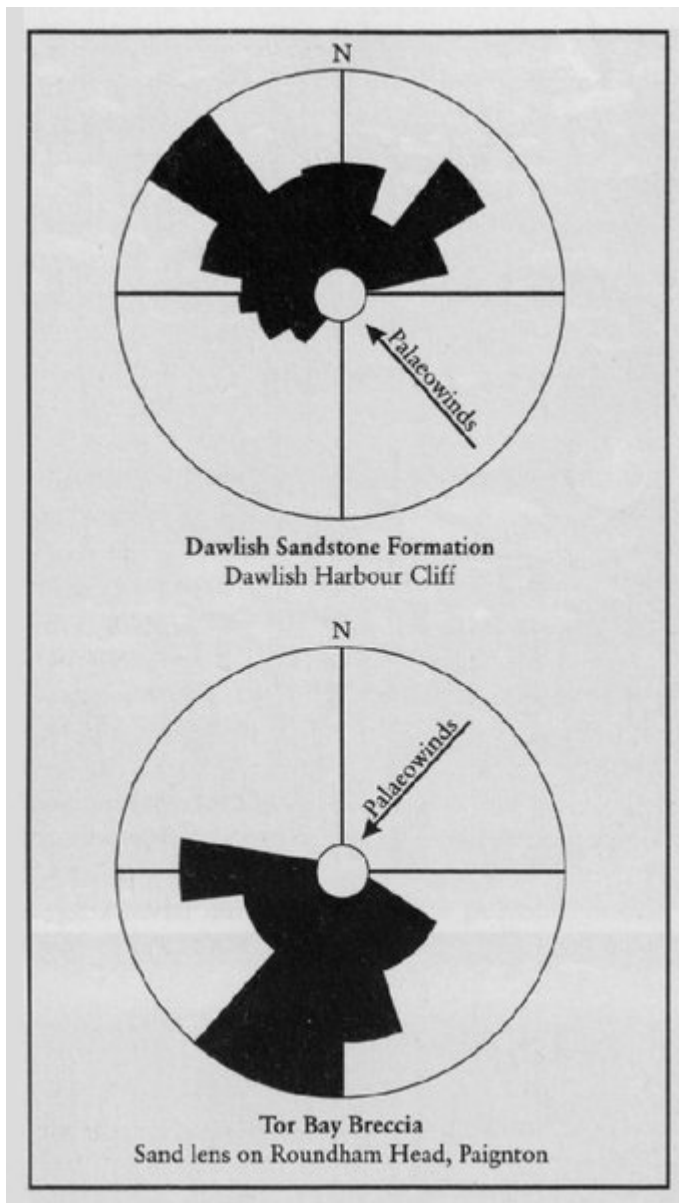 N
Palaeowinds
Dawlish Sandstone Formation
Dawlish Harbour Cliff
N
Palaeowinds
Tor Bay Breccia
Sand lens on Roundham Head, Paignton